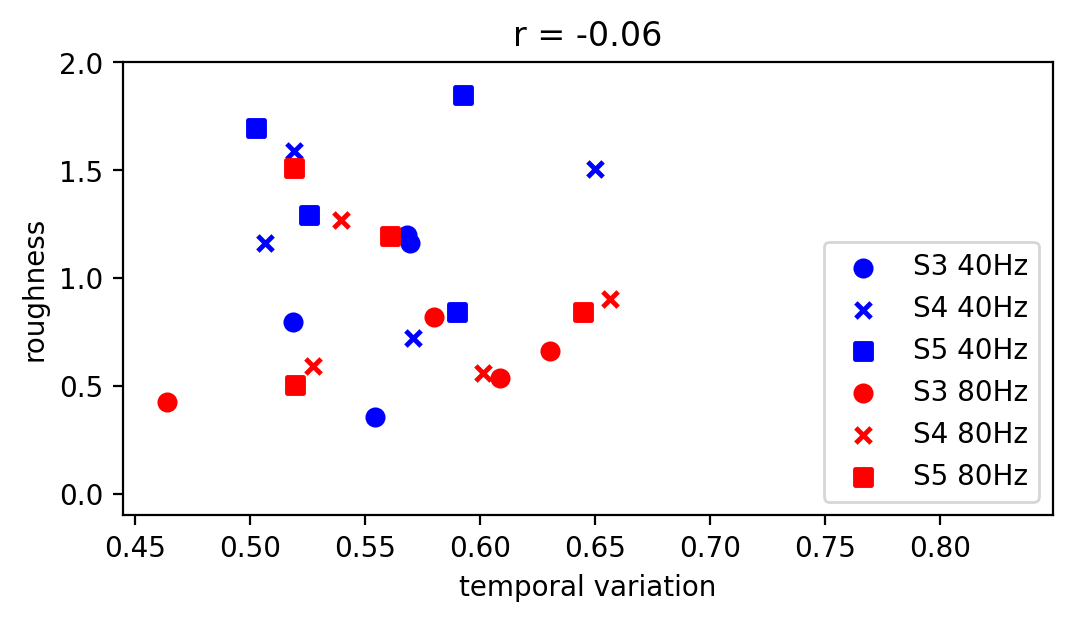 r = -0.06
roughness
2.0
1.5
1.0
0.5
0.0
0.45 0.50 0.55 0.60 0.65 0.70 0.75 0.80
temporal variation
S3 40Hz
S4 40Hz
S5 40Hz
S3 80Hz
S4 80Hz
S5 80Hz